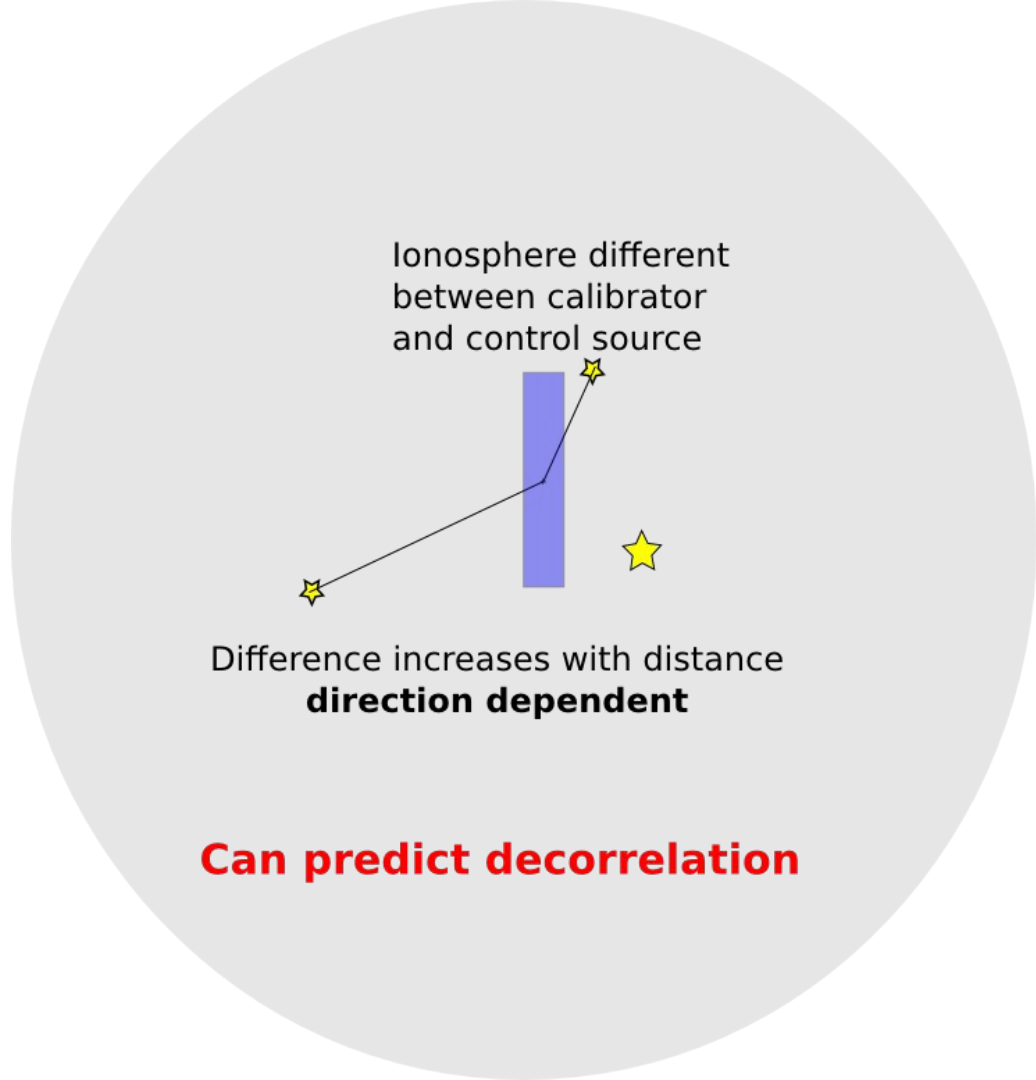 Ionosphere different
between calibrator
and control source
Difference increases with distance
direction dependent
Can predict decorrelation